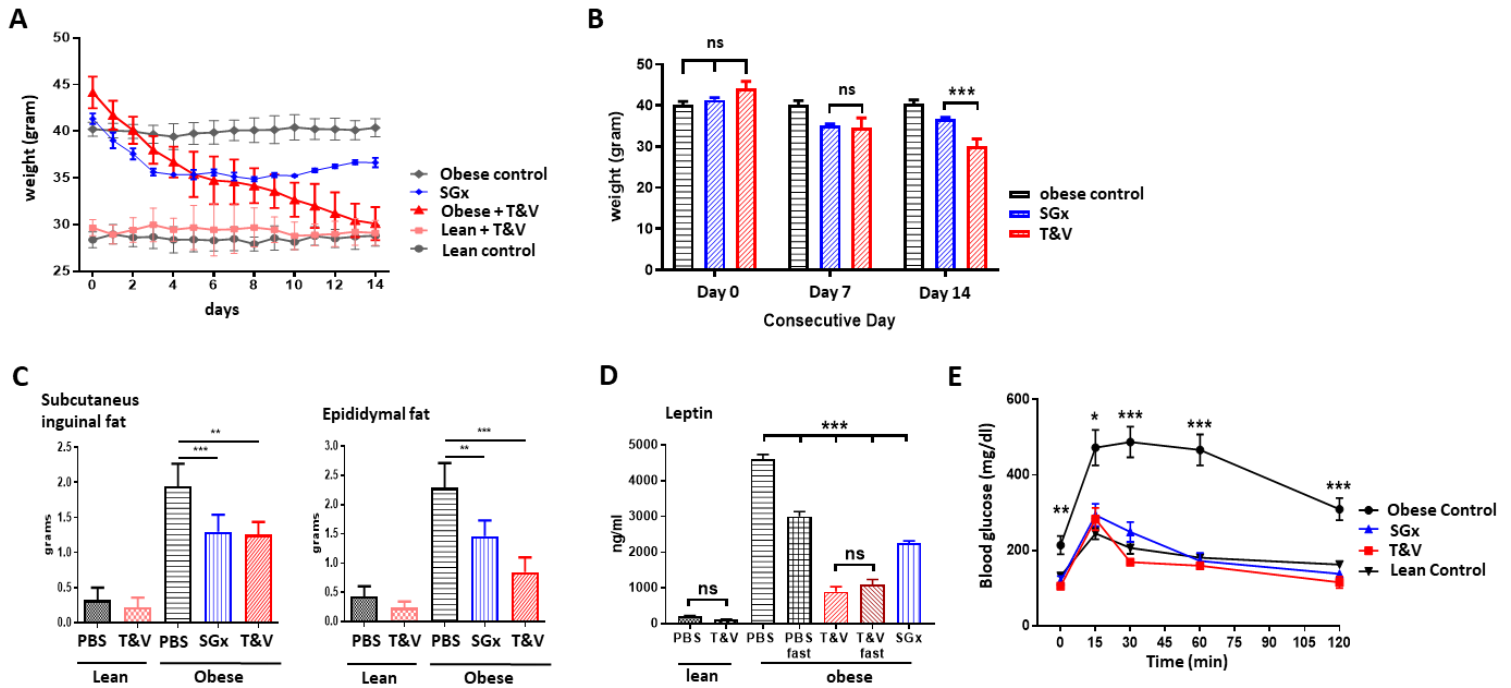 A
50
45
40
35
30
25
weight (gram)
0 2 4 6 8 10 12 14
days
Obese control
SGx
Obese + T&V
Lean + T&V
Lean control
B
ns
ns
***
50
40
30
20
10
0
weight (gram)
Day 0 Day 7 Day 14
Consecutive Day
obese control
SGx
T&V
C
Subcutaneus
inguinal fat
**
***
2.5
2.0
1.5
1.0
0.5
0.0
grams
PBS T&V PBS SGx T&V
Lean Obese
Epididymal fat
***
**
3.0
2.5
2.0
1.5
1.0
0.5
0.0
grams
PBS T&V PBS SGx T&V
Lean Obese
D
Leptin
***
5000
4000
3000
2000
1000
0
ng/ml
ns
ns
PBS T&V PBS PBS T&V T&V SGx
fast fast
lean obese
E
600
400
200
0
Blood glucose (mg/dl)
** * *** *** ***
0 15 30 45 60 75 90 105 120
Time (min)
Obese Control
SGx
T&V
Lean Control